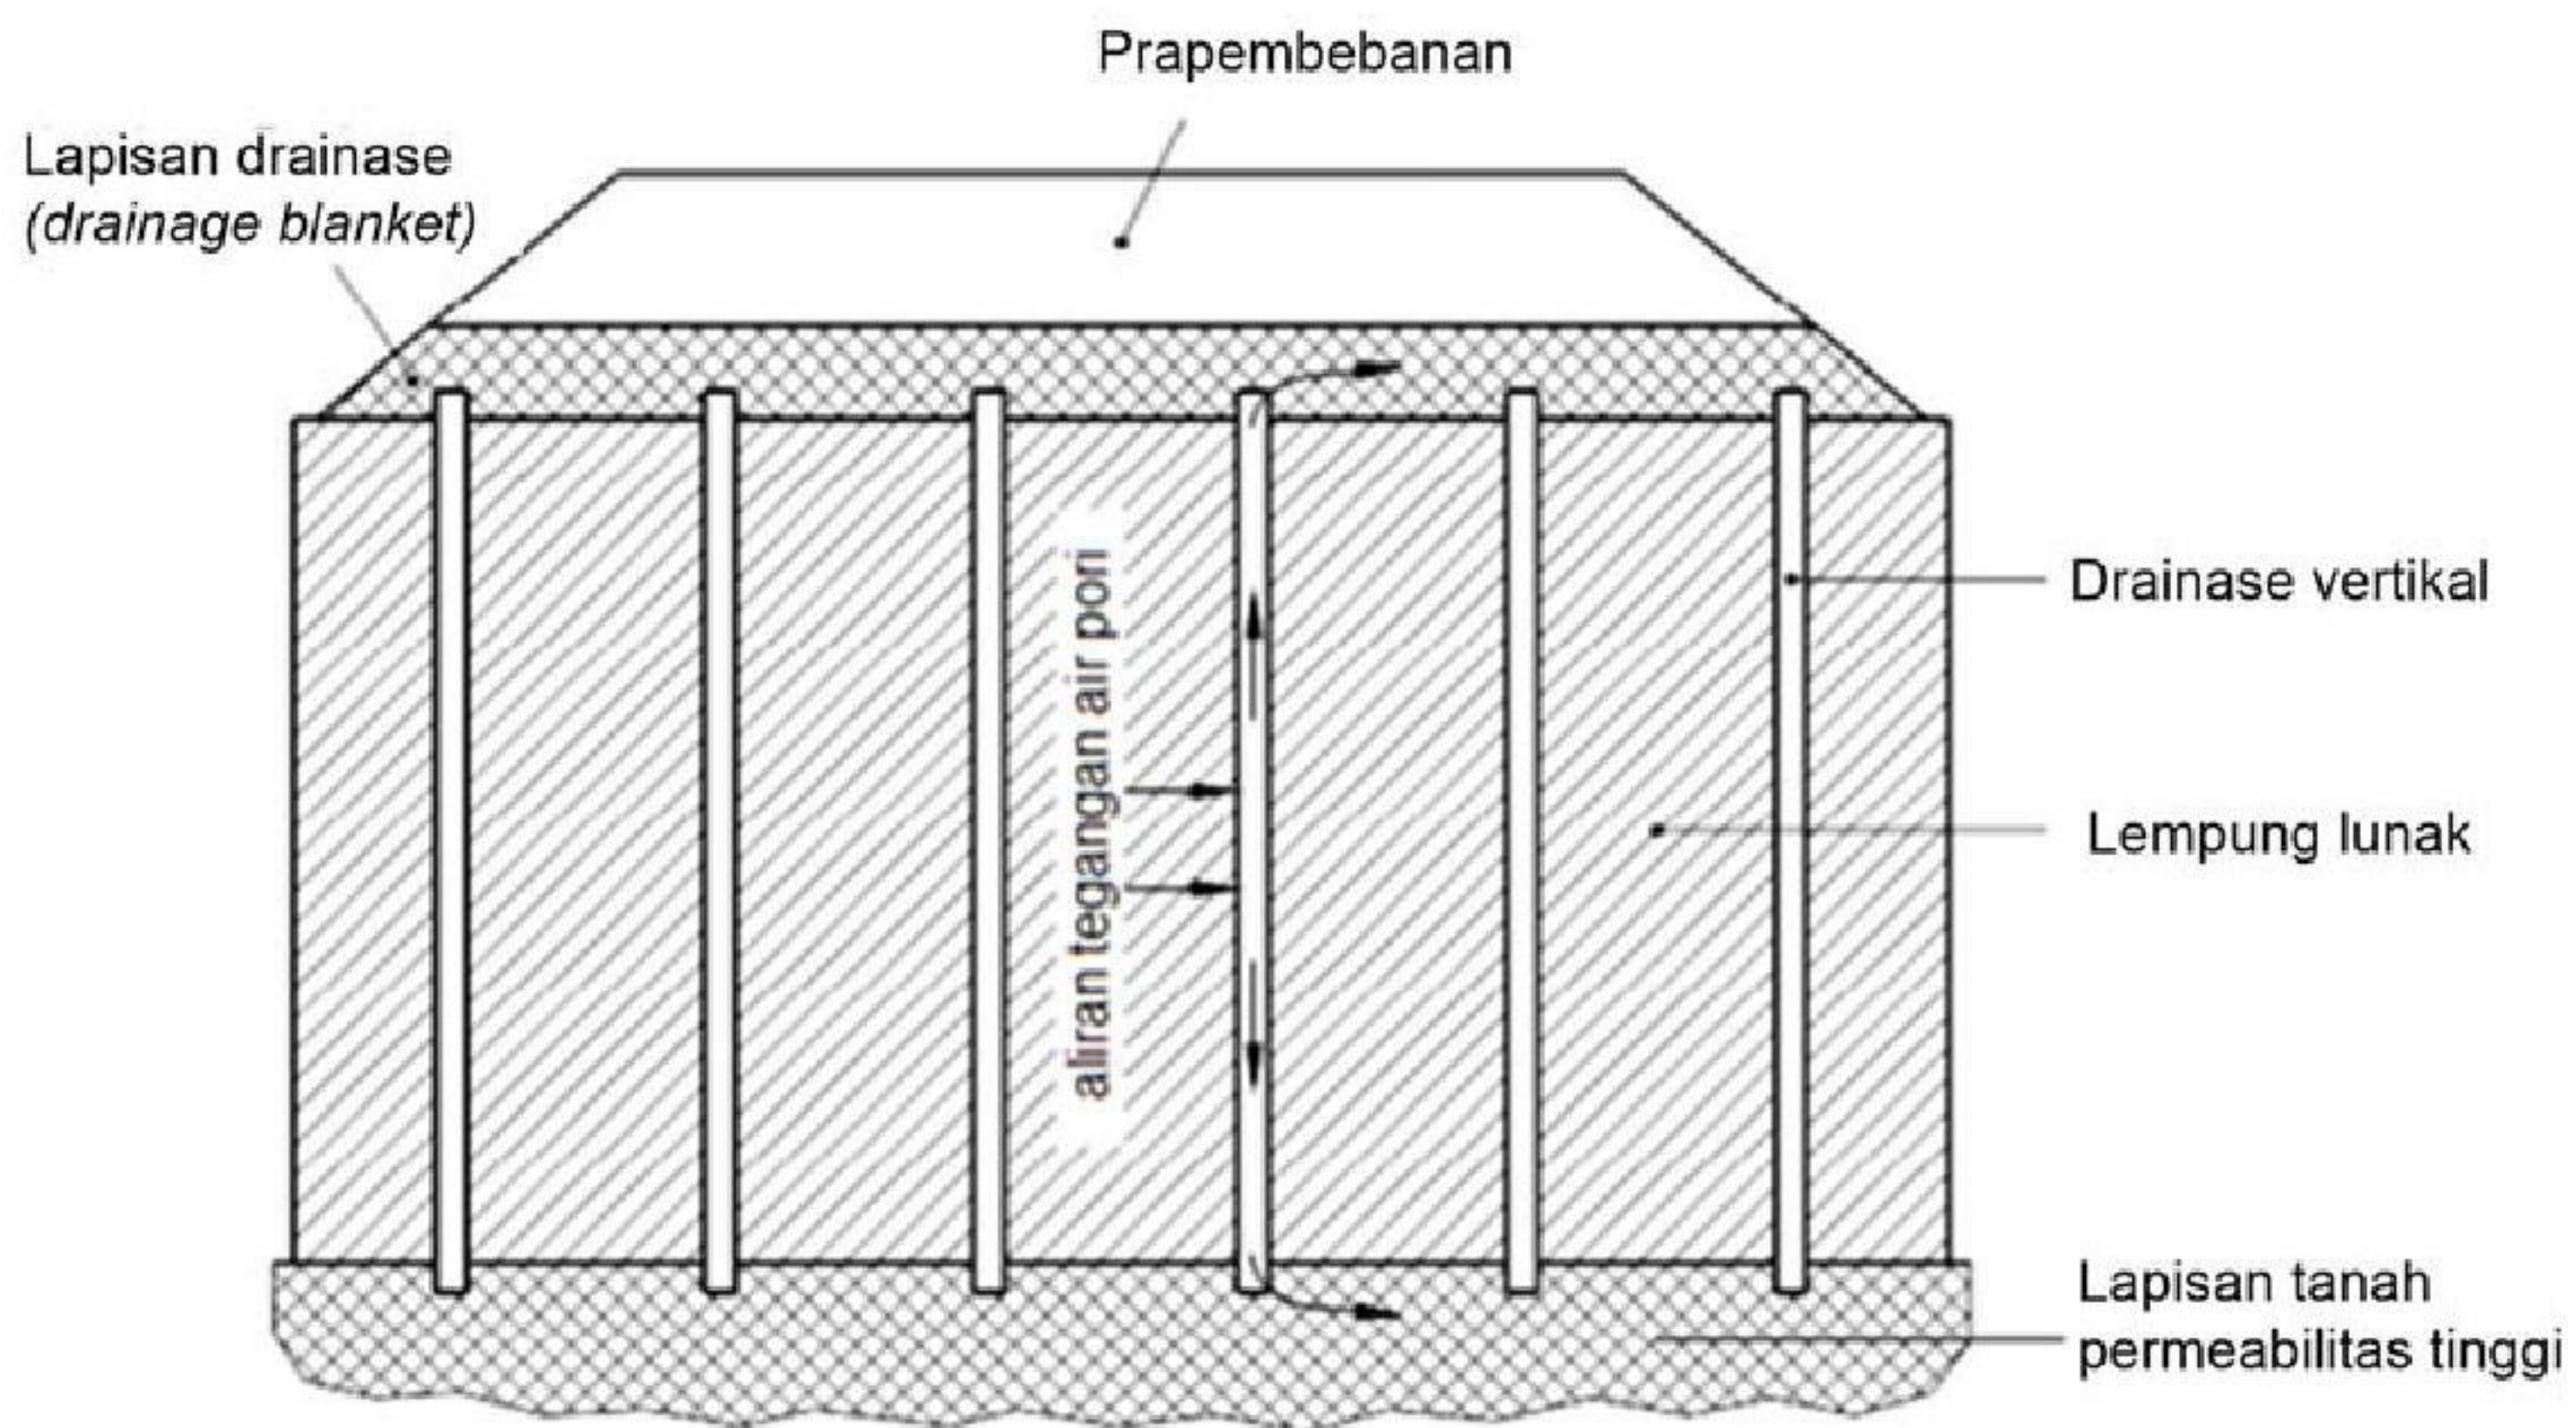 Prapembebanan
Lapisan drainase
(drainage blanket)
aliran tegangan air pori
Drainase vertikal
Lempung lunak
Lapisan tanah
permeabilitas tinggi